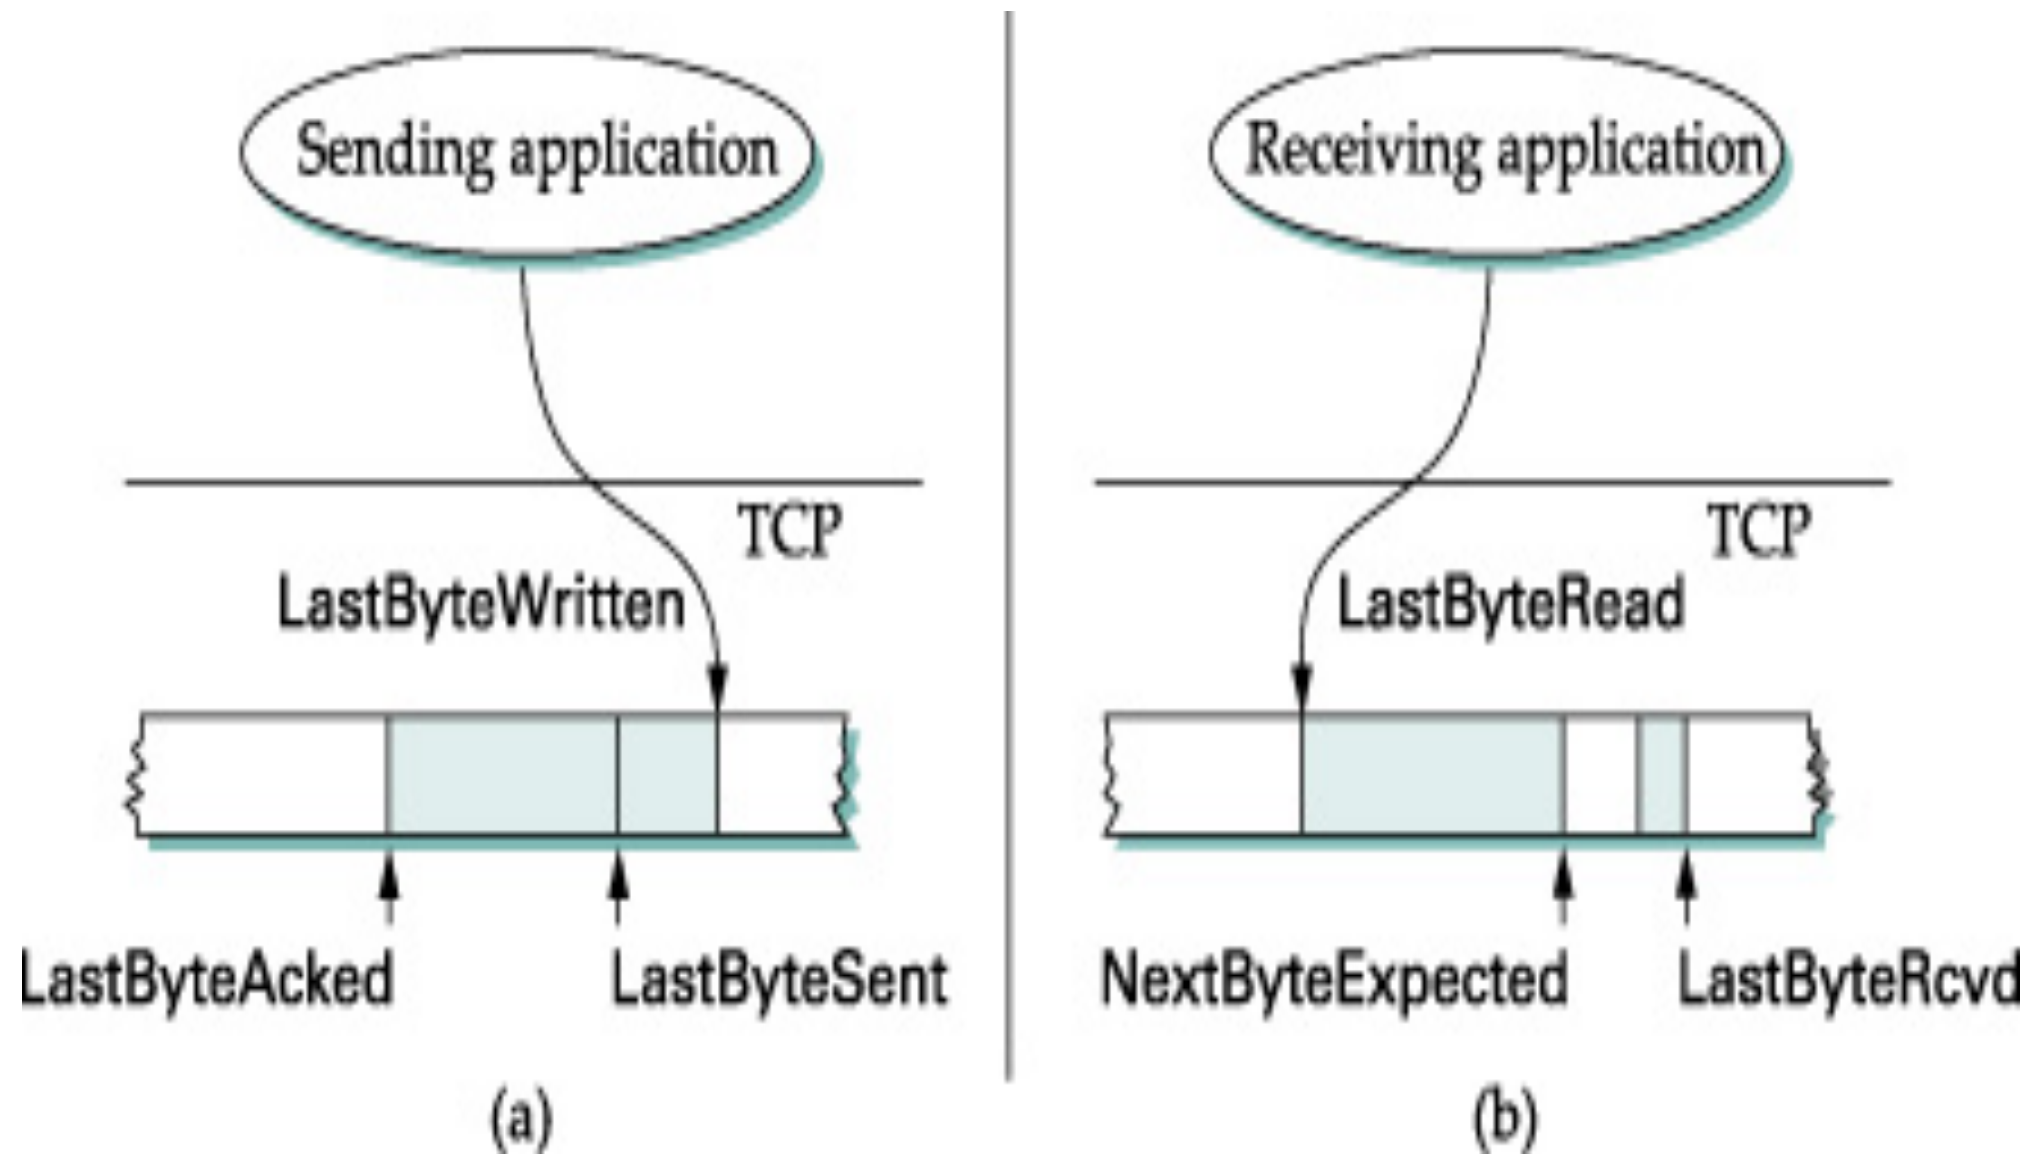 Sending application
TCP
LastByteWritten
LastByteAcked
LastByteSent
(a)
Receiving application
TCP
LastByteRead
NextByteExpected
LastByteRcvd
(b)